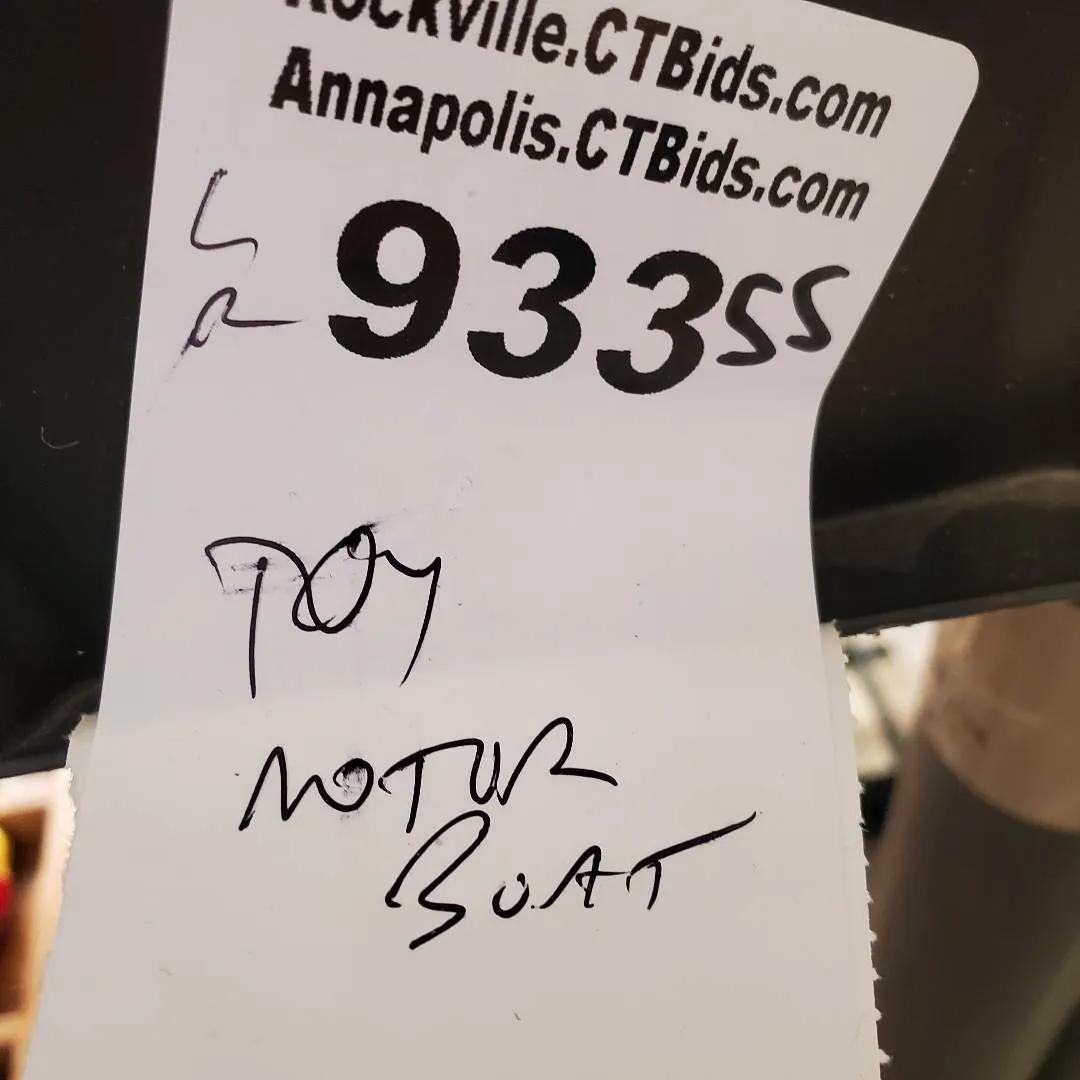 Rockville.CTBids.com
Annapolis.CTBids.com
L
R
933SS
TOY
MOTOR
BOAT